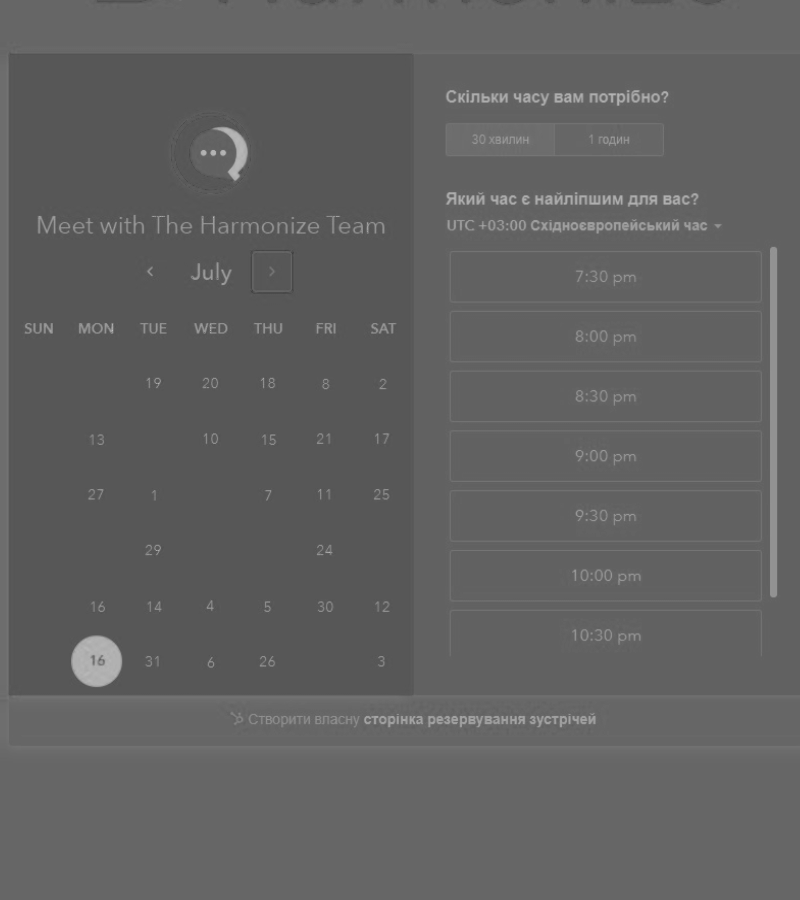 Meet with The Harmonize Team
July
SUN MON TUE WED THU FRI SAT
19 20 18 8 2
13 10 15 21 17
27 1 7 11 25
29 24
16 14 4 5 30 12
16 31 6 26 3
Скільки часу вам потрібно?
30 хвилин 1 годин
Який час є найліпшим для вас?
UTC +03:00 Східноєвропейський час
7:30 pm
8:00 pm
8:30 pm
9:00 pm
9:30 pm
10:00 pm
10:30 pm
Створити власну сторінка резервування зустрічей